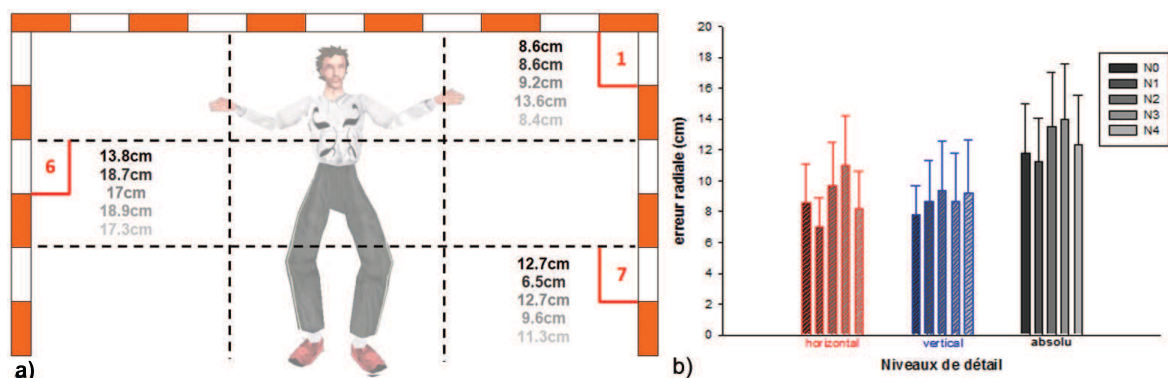 8.6cm
8.6cm
9.2cm
13.6cm
8.4cm
1
6
13.8cm
18.7cm
17cm
18.9cm
17.3cm
12.7cm
6.5cm
12.7cm
9.6cm
11.3cm
7
a)
erreur radiale (cm)
20
18
16
14
12
10
8
6
4
2
0
N0
N1
N2
N3
N4
horizontal vertical absolu
Niveaux de détail
b)